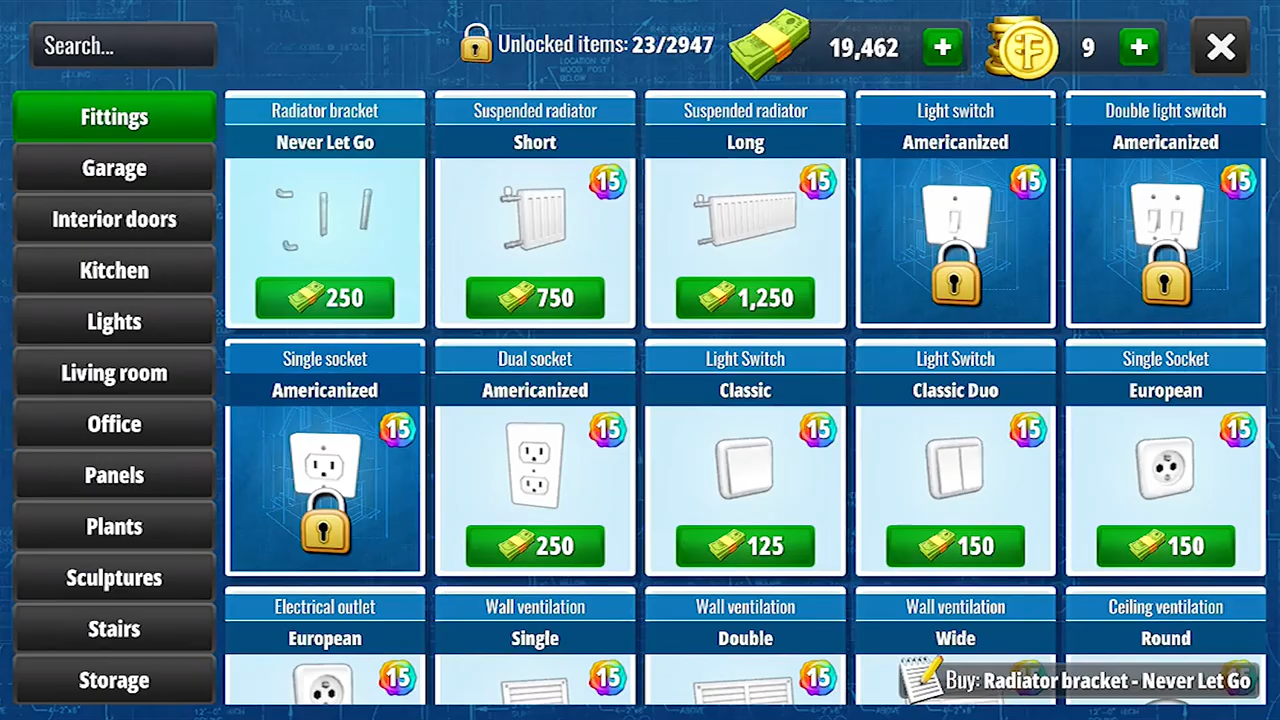 Search...
Unlocked items: 23/2947
19,462
+
9
+
Fittings
Garage
Interior doors
Kitchen
Lights
Living room
Office
Panels
Plants
Sculptures
Stairs
Storage
Radiator bracket
Never Let Go
250
Suspended radiator
Short
15
750
Suspended radiator
Long
15
1,250
Light switch
Americanized
15
Double light switch
Americanized
15
Single socket
Americanized
15
Dual socket
Americanized
15
250
Light Switch
Classic
15
125
Light Switch
Classic Duo
15
150
Single Socket
European
15
150
Electrical outlet
European
15
Wall ventilation
Single
15
Wall ventilation
Double
15
Wall ventilation
Wide
Ceiling ventilation
Round
Buy: Radiator bracket - Never Let Go